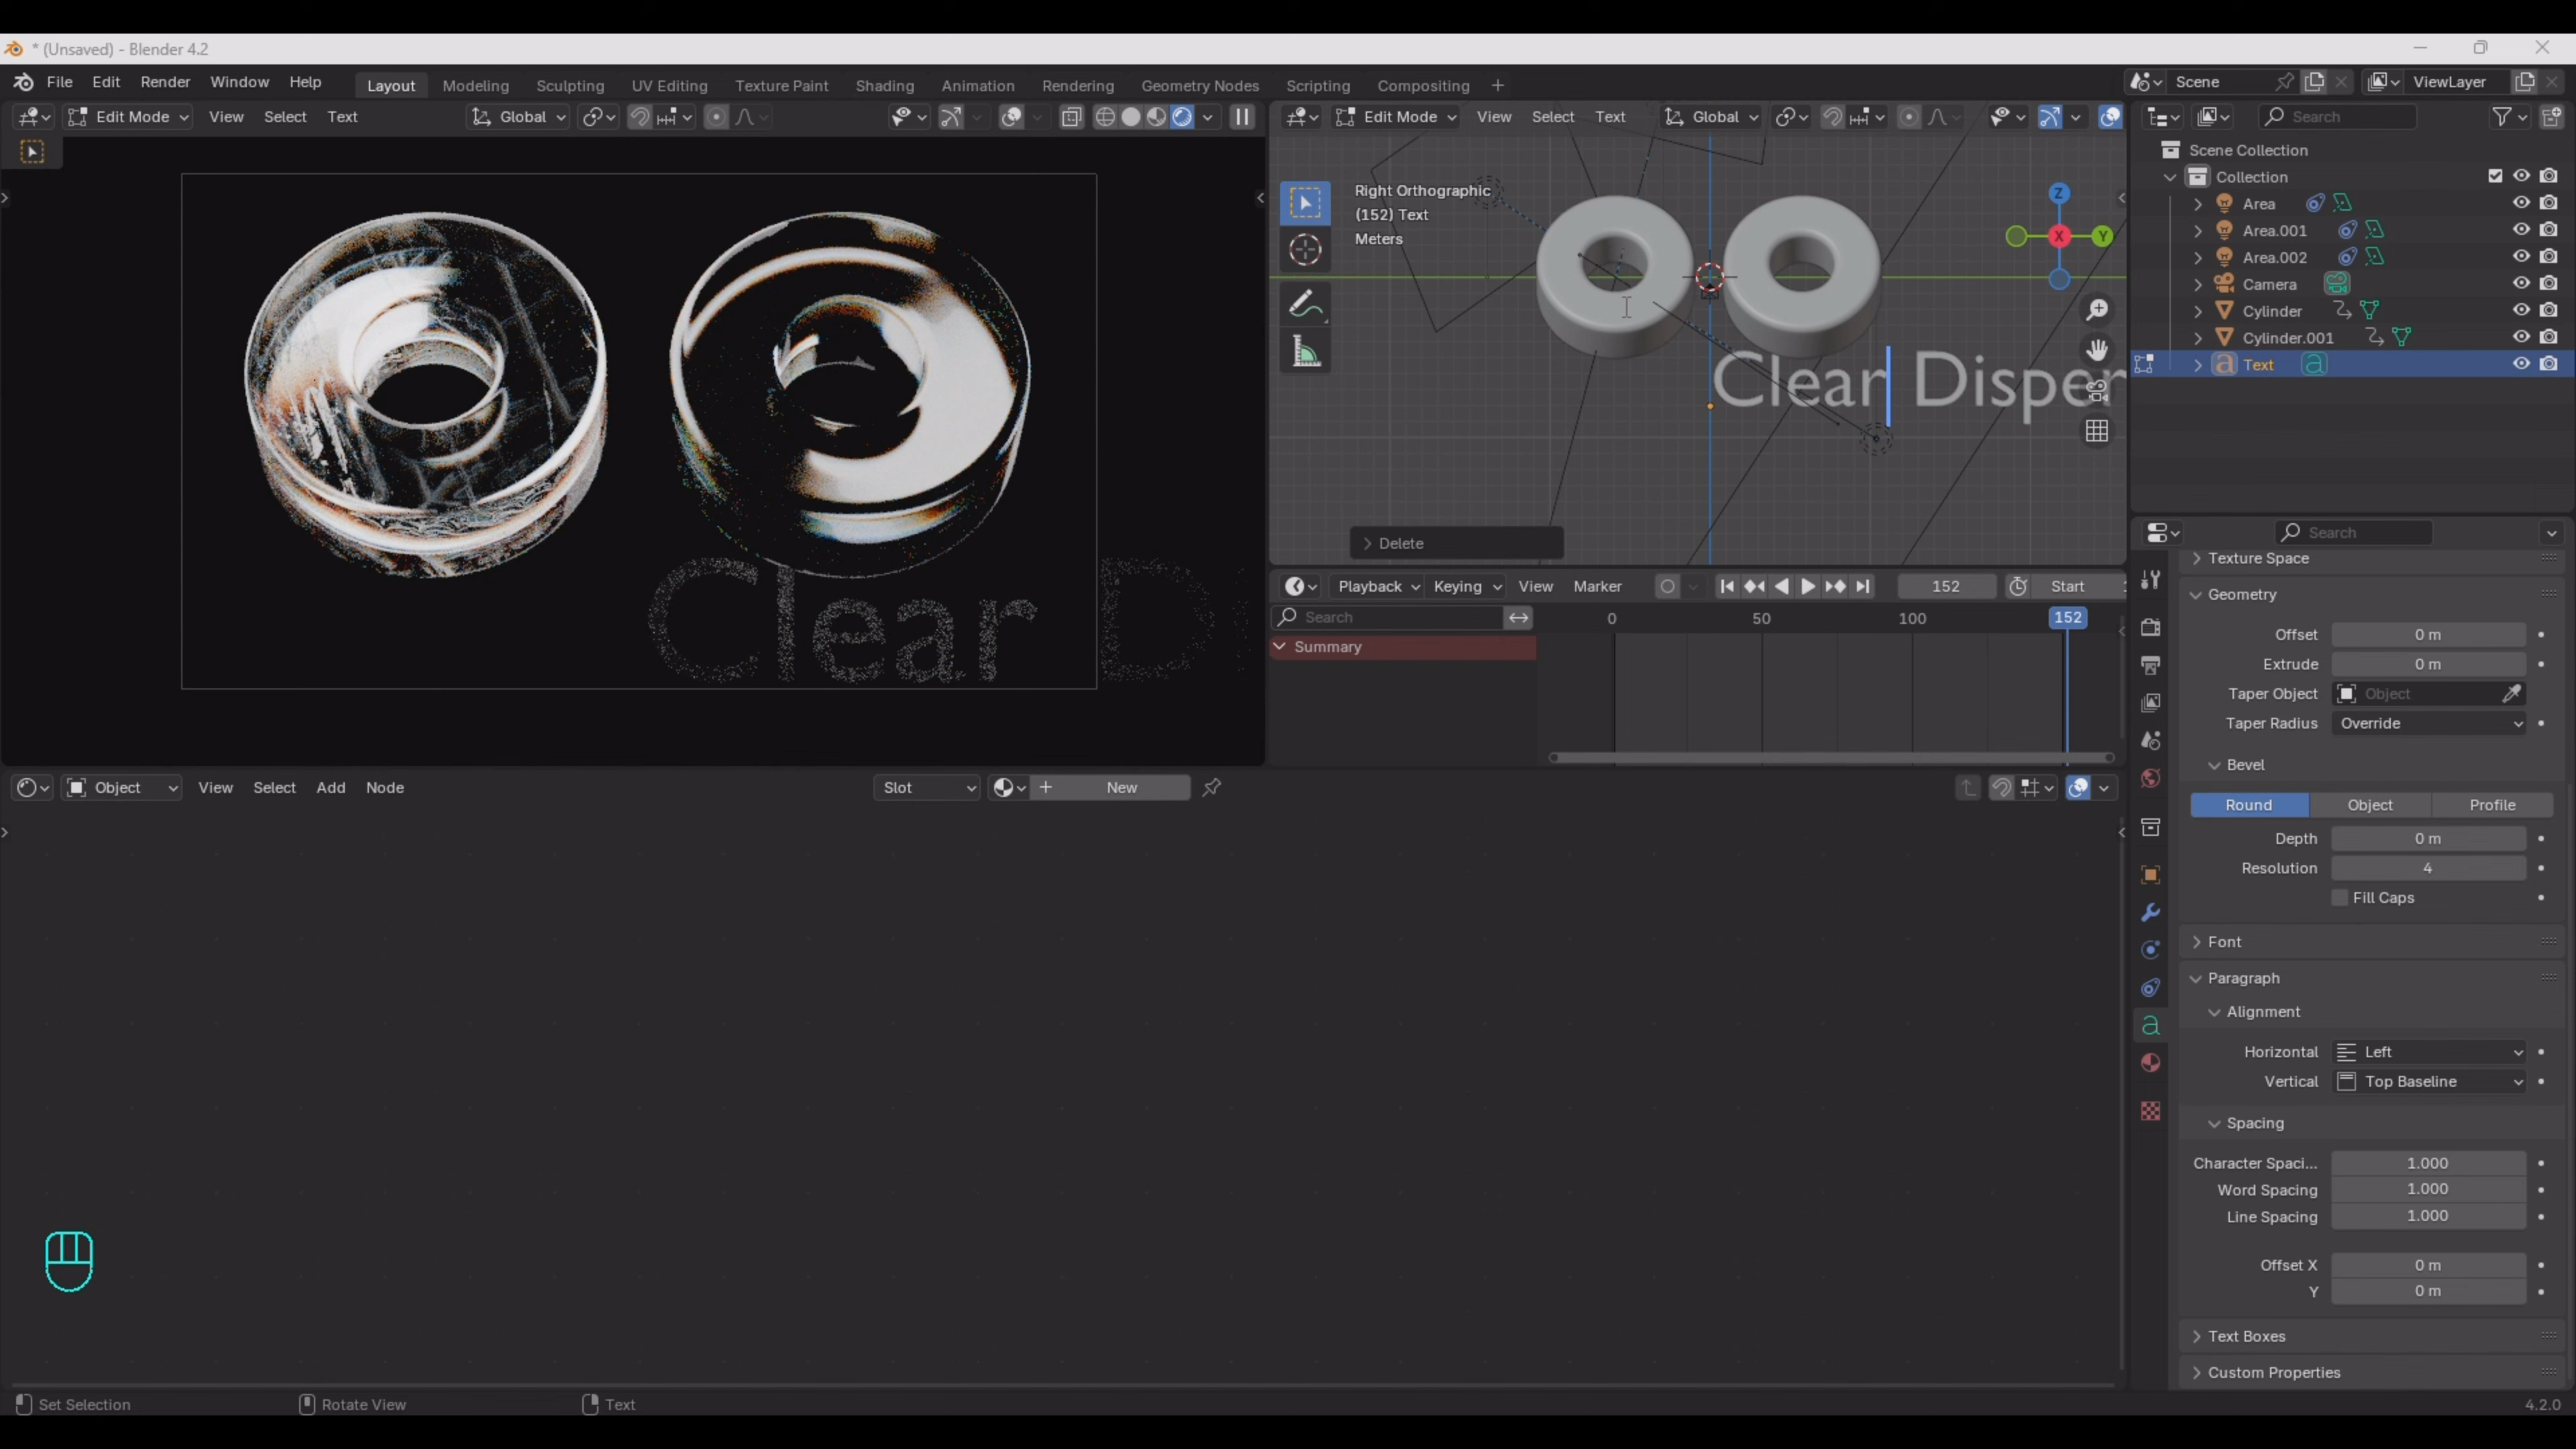 * (Unsaved) - Blender 4.2
File Edit Render Window Help Layout Modeling Sculpting UV Editing Texture Paint Shading Animation Rendering Geometry Nodes Scripting Compositing + Scene ViewLayer
Edit Mode View Select Text Global
Edit Mode View Select Text Global
Search
Right Orthographic
(152) Text
Meters
Z
X
Y
Clear Disper
Delete
Clear Di
Scene Collection
Collection
Area
Area.001
Area.002
Camera
Cylinder
Cylinder.001
Text
Playback Keying View Marker 152 Start
Search 0 50 100 152
Summary
Object View Select Add Node Slot New
Search
Texture Space
Geometry
Offset 0 m
Extrude 0 m
Taper Object Object
Taper Radius Override
Bevel
Round Object Profile
Depth 0 m
Resolution 4
Fill Caps
Font
Paragraph
Alignment
Horizontal Left
Vertical Top Baseline
Spacing
Character Spaci... 1.000
Word Spacing 1.000
Line Spacing 1.000
Offset X 0 m
Y 0 m
Text Boxes
Custom Properties
Set Selection Rotate View Text 4.2.0